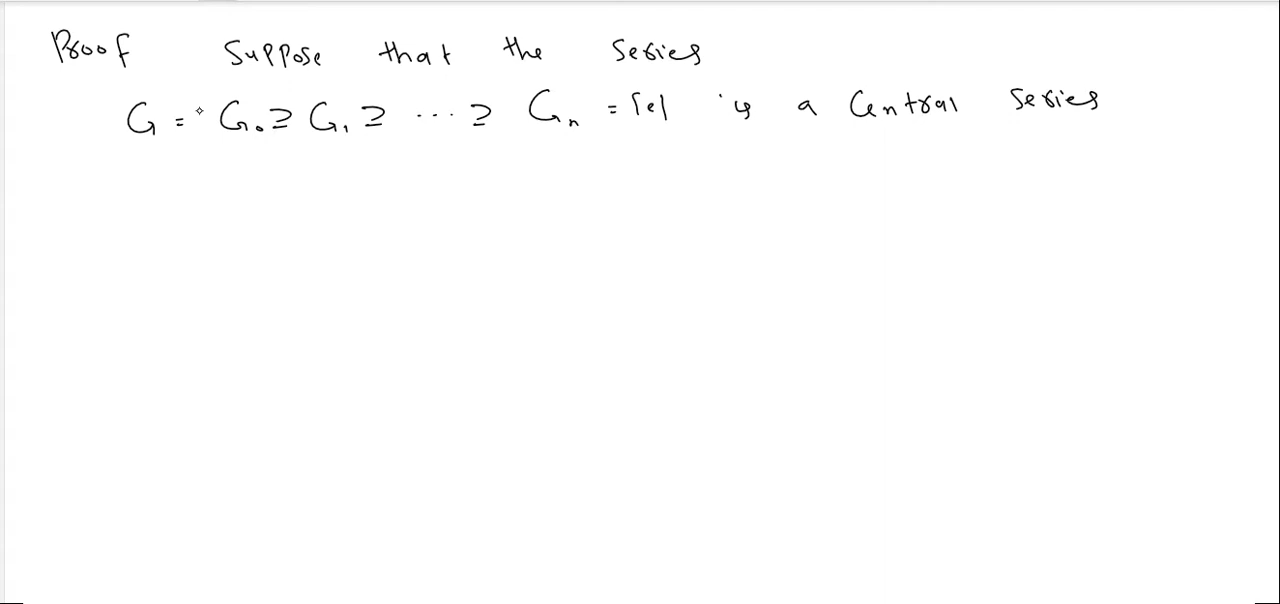 Proof Suppose that the series
G = G₀ ⊇ G₁ ⊇ ... ⊇ Gₙ = {e} is a Central series